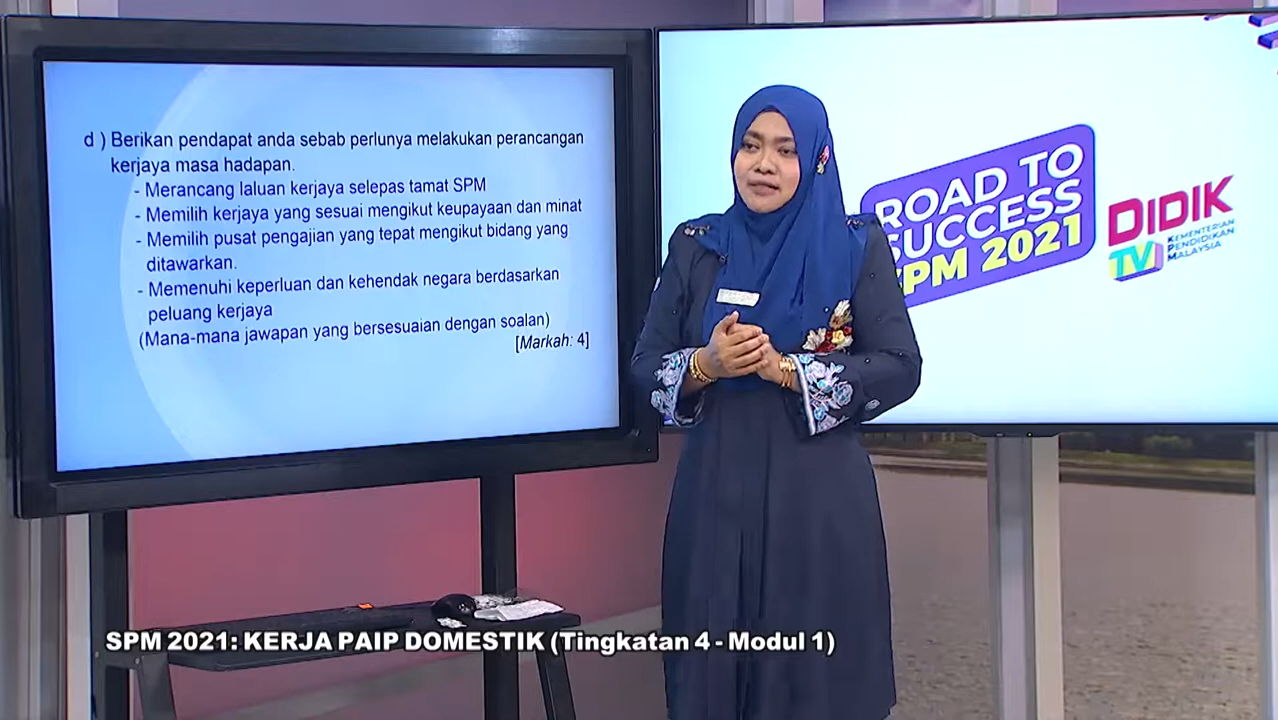 d ) Berikan pendapat anda sebab perlunya melakukan perancangan
kerjaya masa hadapan.
- Merancang laluan kerjaya selepas tamat SPM
- Memilih kerjaya yang sesuai mengikut keupayaan dan minat
- Memilih pusat pengajian yang tepat mengikut bidang yang
ditawarkan.
- Memenuhi keperluan dan kehendak negara berdasarkan
peluang kerjaya
(Mana-mana jawapan yang bersesuaian dengan soalan)
[Markah: 4]
ROAD TO
SUCCESS
SPM 2021
DIDIK
TV
KEMENTERIAN
PENDIDIKAN
MALAYSIA
SPM 2021: KERJA PAIP DOMESTIK (Tingkatan 4 - Modul 1)